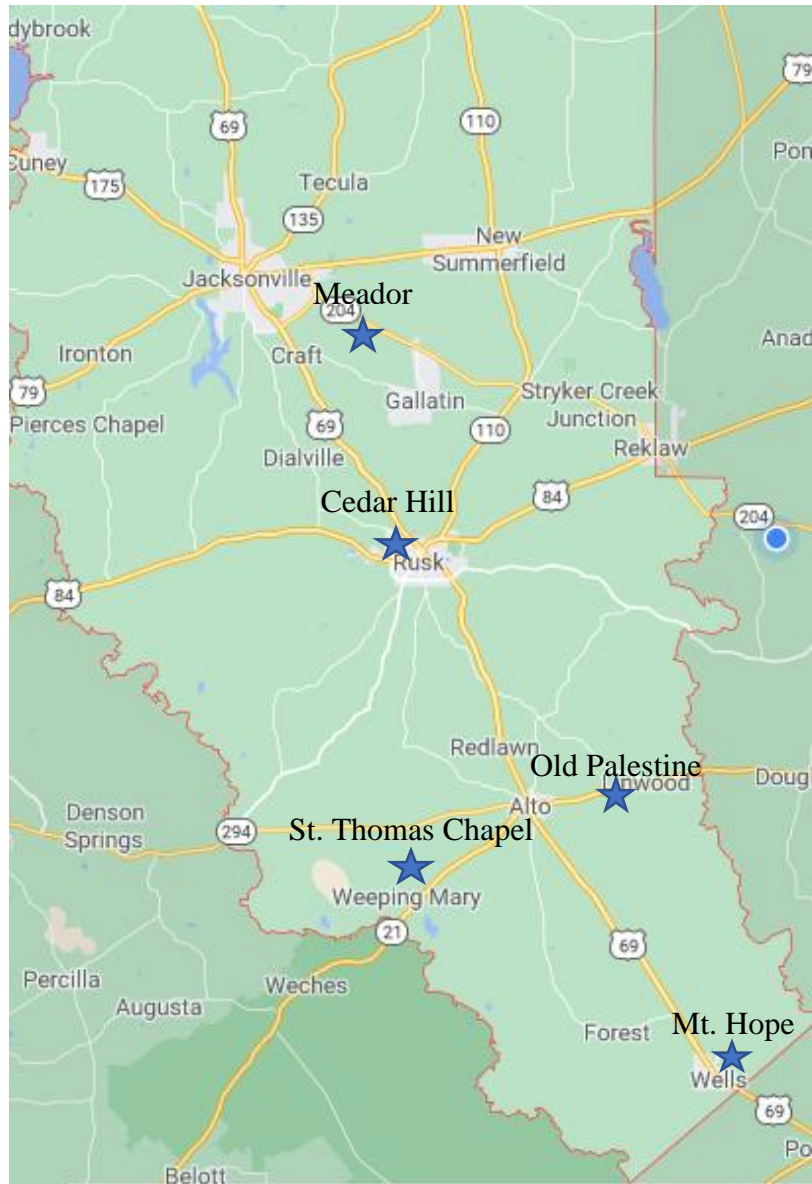 dybrook
69
110
79
Cuney
175
Tecula
Pon
135
New
Summerfield
Jacksonville
Meador
204
Ironton
Craft
Anad
79
Gallatin
Stryker Creek
Junction
Pierces Chapel
69
110
Reklaw
Dialville
84
Cedar Hill
204
Rusk
84
Redlawn
Old Palestine
Doug
Alto
Denson
Springs
294
St. Thomas Chapel
Weeping Mary
21
69
Percilla
Weches
Augusta
Mt. Hope
Forest
Wells
69
Po
Belott